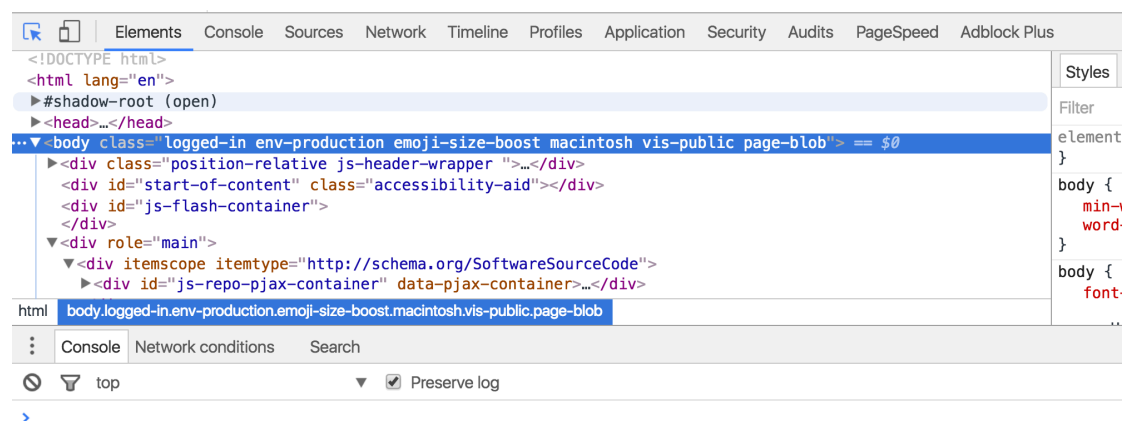 Elements Console Sources Network Timeline Profiles Application Security Audits PageSpeed Adblock Plus
<!DOCTYPE html>
<html lang="en">
▶#shadow-root (open)
▶<head>…</head>
…▼<body class="logged-in env-production emoji-size-boost macintosh vis-public page-blob"> == $0
▶<div class="position-relative js-header-wrapper ">…</div>
<div id="start-of-content" class="accessibility-aid"></div>
<div id="js-flash-container">
</div>
▼<div role="main">
▼<div itemscope itemtype="http://schema.org/SoftwareSourceCode">
▶<div id="js-repo-pjax-container" data-pjax-container>…</div>
html body.logged-in.env-production.emoji-size-boost.macintosh.vis-public.page-blob
Styles
Filter
element
}
body {
min-w
word-
}
body {
font-
Console Network conditions Search
top ▼ Preserve log
>